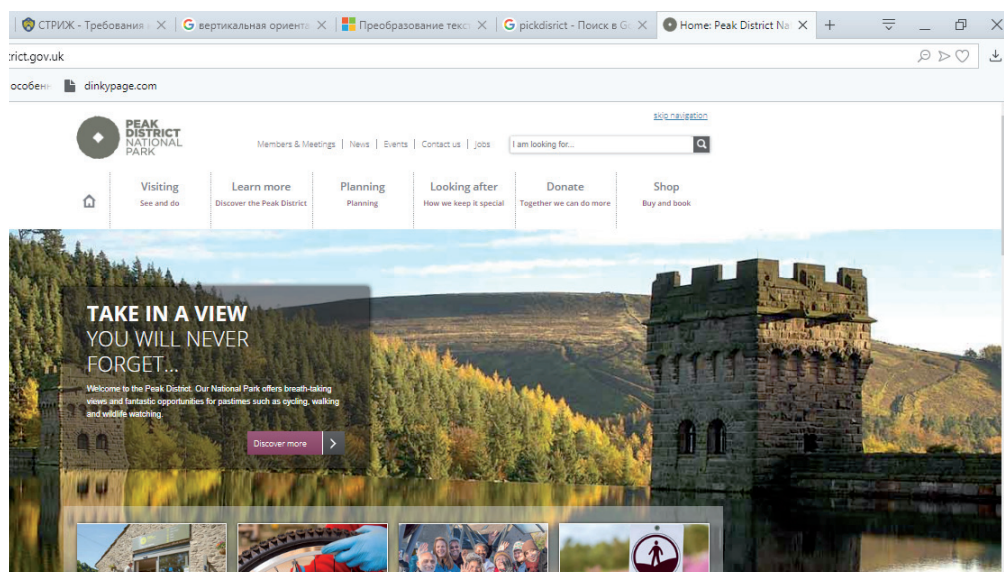 СТРИЖ - Требования
вертикальная ориента
Преобразование текс
pickdisrict - Поиск в Go
Home: Peak District Na
trict.gov.uk
особен
dinkypage.com
skip navigation
PEAK
DISTRICT
NATIONAL
PARK
Members & Meetings | News | Events | Contact us | Jobs
I am looking for...
Visiting
See and do
Learn more
Discover the Peak District
Planning
Planning
Looking after
How we keep it special
Donate
Together we can do more
Shop
Buy and book
TAKE IN A VIEW
YOU WILL NEVER
FORGET...
Welcome to the Peak District. Our National Park offers breath-taking
views and fantastic opportunities for pastimes such as cycling, walking
and wildlife watching.
Discover more